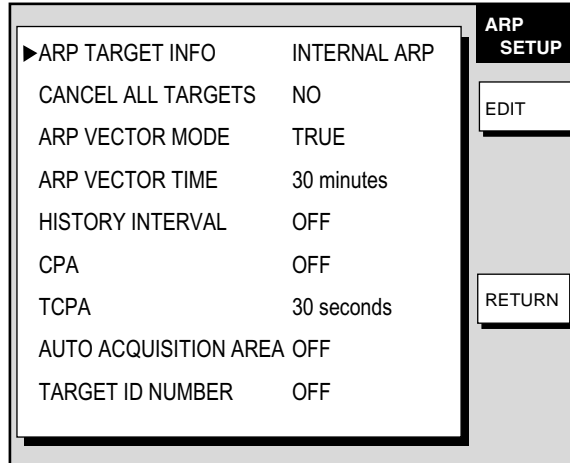 ARP
SETUP
▶ARP TARGET INFO INTERNAL ARP
CANCEL ALL TARGETS NO
ARP VECTOR MODE TRUE
ARP VECTOR TIME 30 minutes
HISTORY INTERVAL OFF
CPA OFF
TCPA 30 seconds
AUTO ACQUISITION AREA OFF
TARGET ID NUMBER OFF
EDIT
RETURN